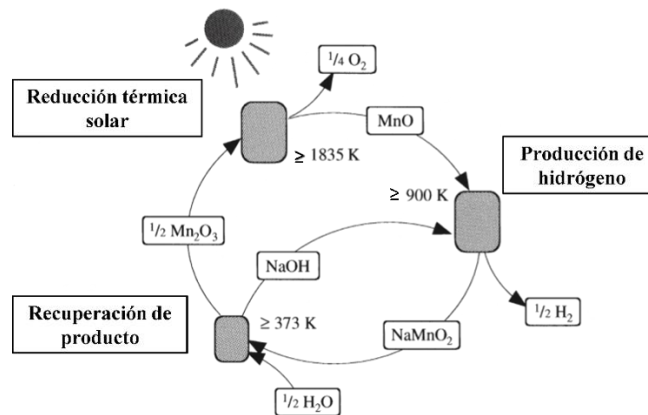 1/4 O₂
Reducción térmica
solar
MnO
≥ 1835 K
Producción de
hidrógeno
≥ 900 K
1/2 Mn₂O₃
NaOH
Recuperación de
producto
≥ 373 K
NaMnO₂
1/2 H₂
1/2 H₂O